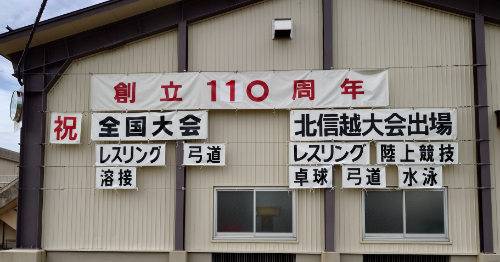 創立110周年
祝 全国大会
レスリング 弓道
溶接
北信越大会出場
レスリング 陸上競技
卓球 弓道 水泳